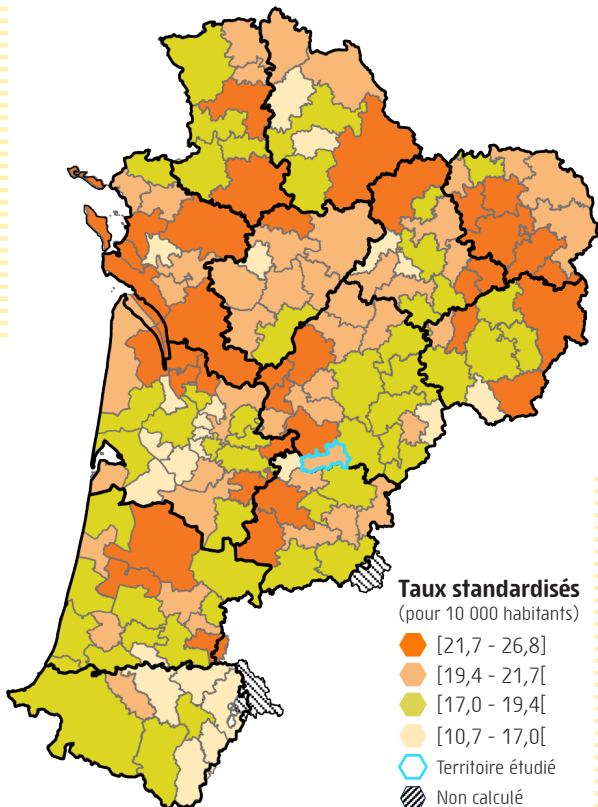 Taux standardisés
(pour 10 000 habitants)
[21,7 - 26,8]
[19,4 - 21,7[
[17,0 - 19,4[
[10,7 - 17,0[
Territoire étudié
Non calculé